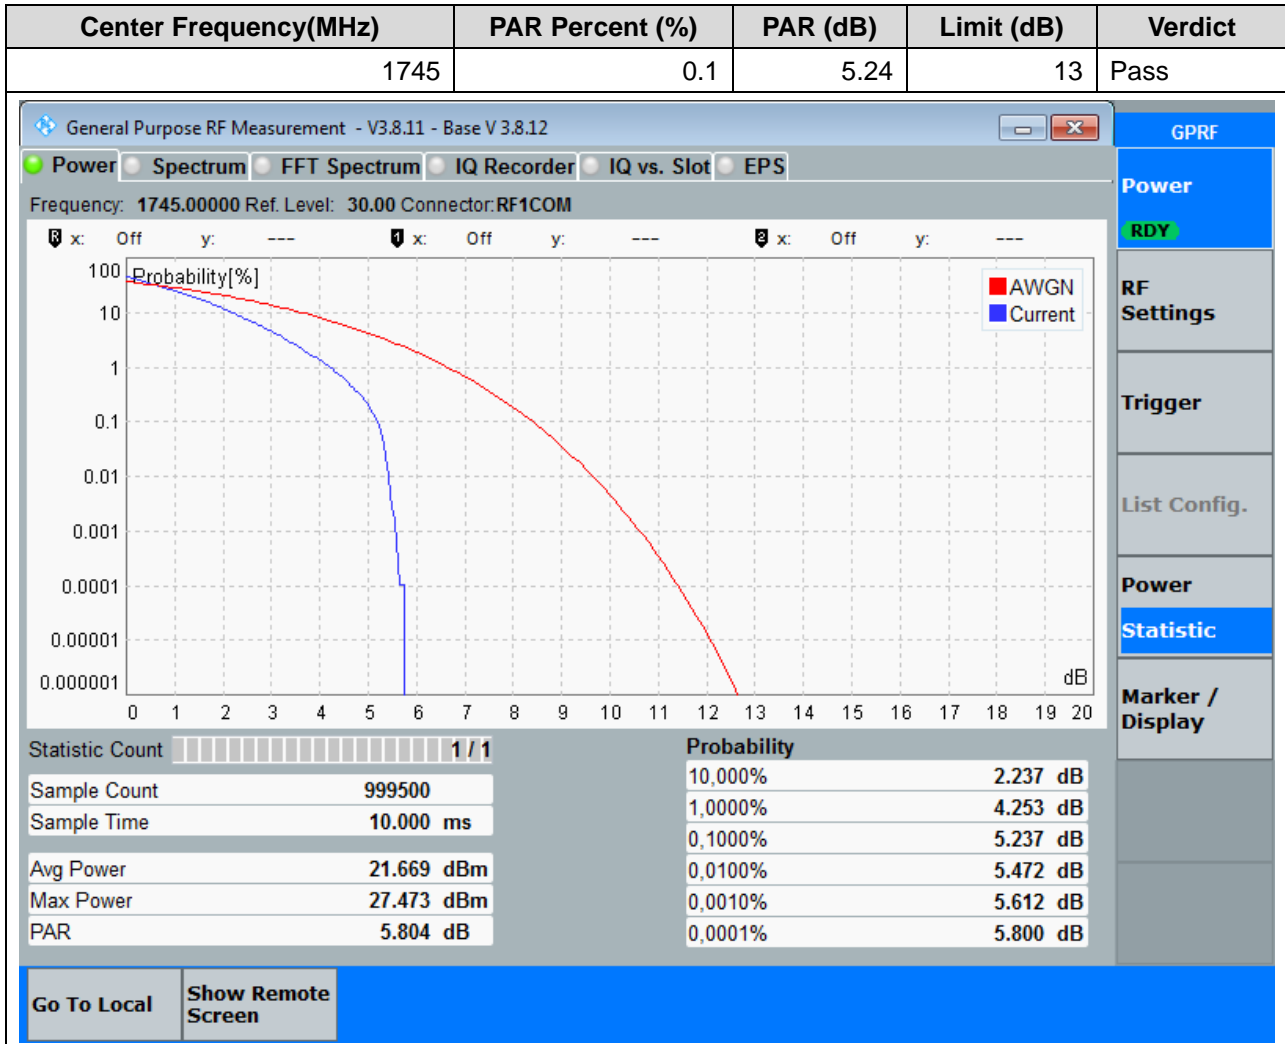 Center Frequency(MHz) PAR Percent (%) PAR (dB) Limit (dB) Verdict
1745 0.1 5.24 13 Pass
General Purpose RF Measurement - V3.8.11 - Base V 3.8.12
GPRF
Power Spectrum FFT Spectrum IQ Recorder IQ vs. Slot EPS
Frequency: 1745.00000 Ref. Level: 30.00 Connector:RF1COM
R x: Off y: --- 1 x: Off y: --- 2 x: Off y: ---
Probability[%]
AWGN
Current
100
10
1
0.1
0.01
0.001
0.0001
0.00001
0.000001
dB
0 1 2 3 4 5 6 7 8 9 10 11 12 13 14 15 16 17 18 19 20
Statistic Count 1 / 1
Sample Count 999500
Sample Time 10.000 ms
Avg Power 21.669 dBm
Max Power 27.473 dBm
PAR 5.804 dB
Probability
10,000% 2.237 dB
1,0000% 4.253 dB
0,1000% 5.237 dB
0,0100% 5.472 dB
0,0010% 5.612 dB
0,0001% 5.800 dB
Power
RDY
RF
Settings
Trigger
List Config.
Power
Statistic
Marker /
Display
Go To Local
Show Remote
Screen